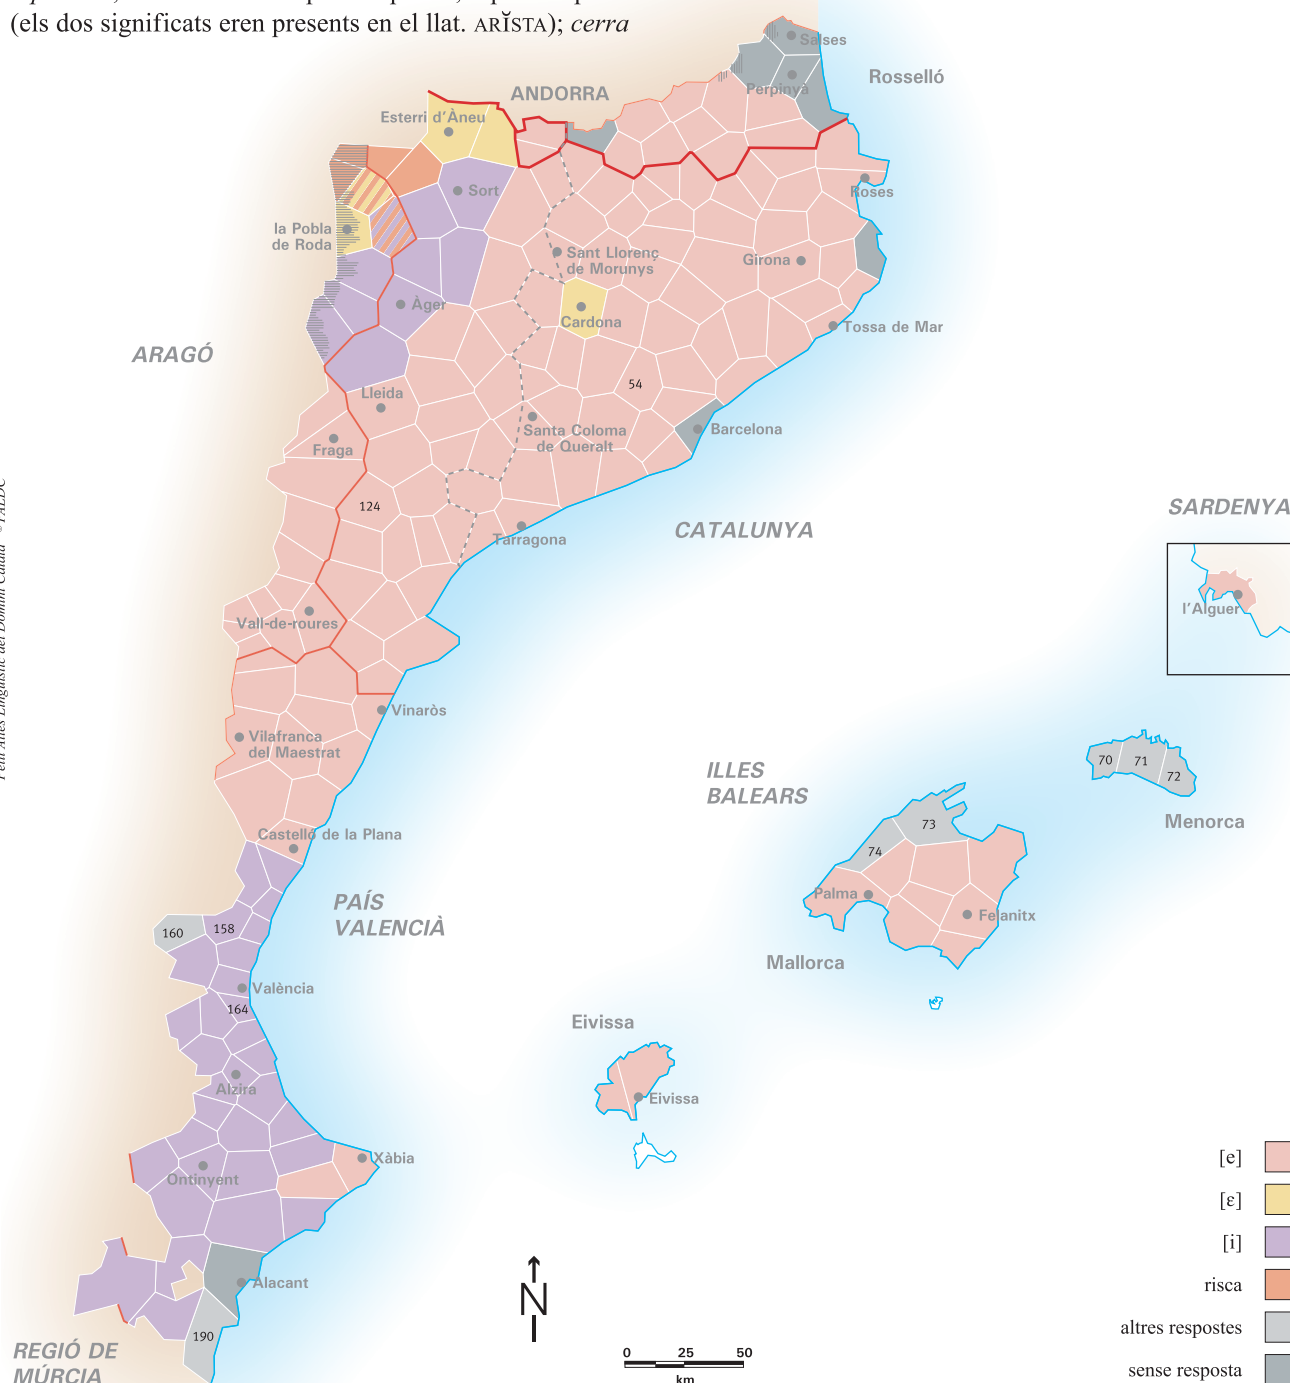 (els dos significats eren presents en el llat. ARĬSTA); cerra
Salses
Rosselló
Perpinyà
ANDORRA
Esterri d'Àneu
Sort
Roses
la Pobla
de Roda
Sant Llorenç
de Morunys
Girona
Àger
Cardona
Tossa de Mar
ARAGÓ
54
Lleida
Santa Coloma
de Queralt
Barcelona
Fraga
124
Tarragona
CATALUNYA
SARDENYA
l'Alguer
Vall-de-roures
Vinaròs
Vilafranca
del Maestrat
ILLES
BALEARS
70
71
72
Menorca
73
74
Castelló de la Plana
Palma
Felanitx
Mallorca
PAÍS
VALENCIÀ
160
158
València
164
Eivissa
Eivissa
Alzira
Xàbia
Ontinyent
Alacant
190
REGIÓ DE
MÚRCIA
N
0 25 50
km
[e]
[ɛ]
[i]
risca
altres respostes
sense resposta